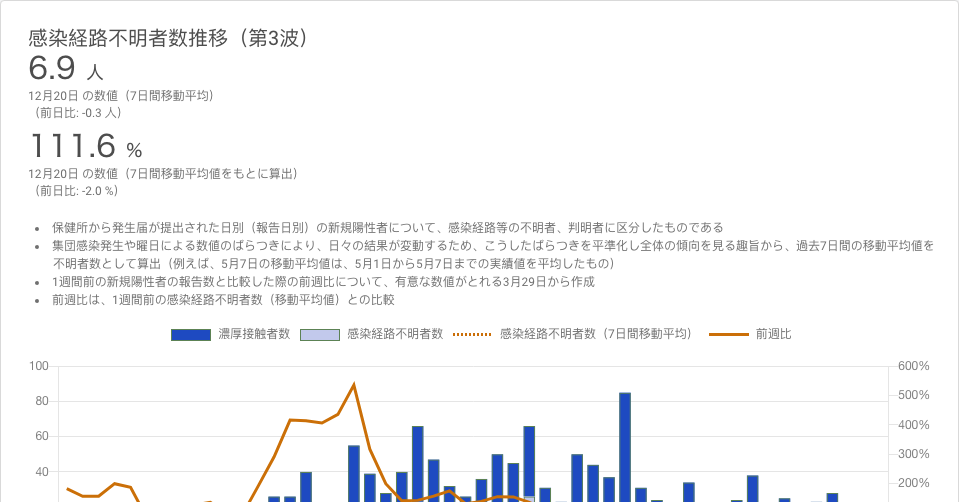 感染経路不明者数推移（第3波）
6.9 人
12月20日 の数値（7日間移動平均）
（前日比: -0.3 人）
111.6 %
12月20日 の数値（7日間移動平均値をもとに算出）
（前日比: -2.0 %）
• 保健所から発生届が提出された日別（報告日別）の新規陽性者について、感染経路等の不明者、判明者に区分したものである
• 集団感染発生や曜日による数値のばらつきにより、日々の結果が変動するため、こうしたばらつきを平準化し全体の傾向を見る趣旨から、過去7日間の移動平均値を
不明者数として算出（例えば、5月7日の移動平均値は、5月1日から5月7日までの実績値を平均したもの）
• 1週間前の新規陽性者の報告数と比較した際の前週比について、有意な数値がとれる3月29日から作成
• 前週比は、1週間前の感染経路不明者数（移動平均値）との比較
濃厚接触者数 感染経路不明者数 感染経路不明者数（7日間移動平均） 前週比
100 600%
500%
80
400%
60
300%
40
200%